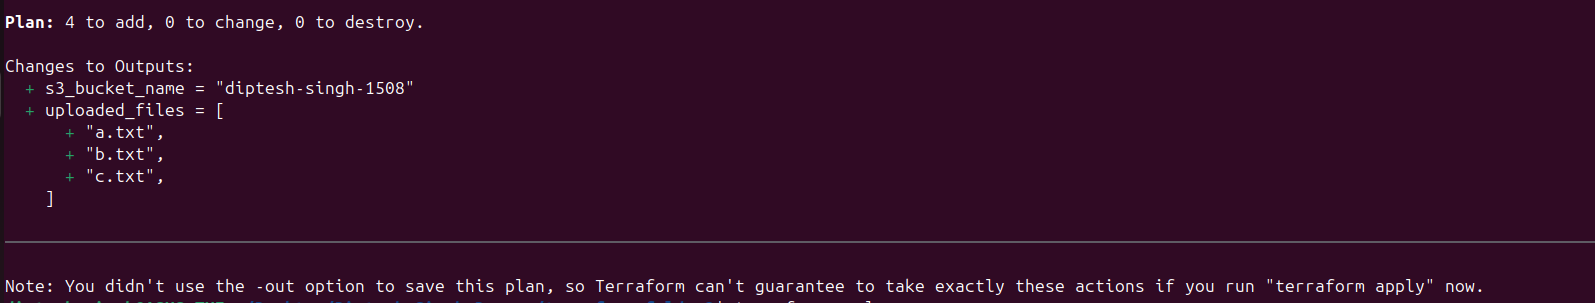 Plan: 4 to add, 0 to change, 0 to destroy.
Changes to Outputs:
+ s3_bucket_name = "diptesh-singh-1508"
+ uploaded_files = [
+ "a.txt",
+ "b.txt",
+ "c.txt",
]
Note: You didn't use the -out option to save this plan, so Terraform can't guarantee to take exactly these actions if you run "terraform apply" now.